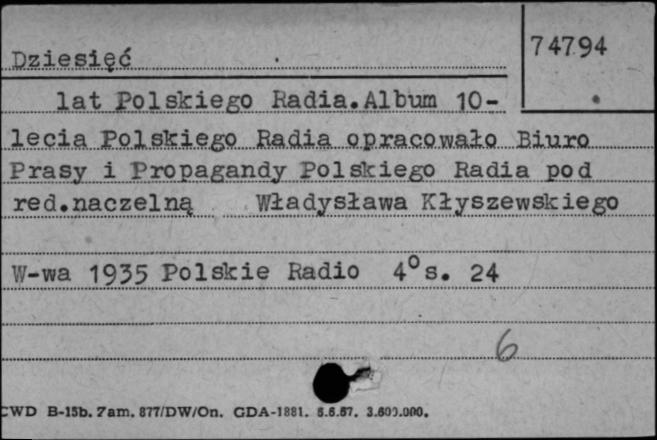 74794
Dziesięć
lat Polskiego Radia.Album 10-
lecia Polskiego Radia opracowało Biuro
Prasy i Propagandy Polskiego Radia pod
red.naczelną Władysława Kłyszewskiego
W-wa 1935 Polskie Radio 4° s. 24
6
CWD B-15b. Zam. 877/DW/On. GDA-1881. 6.6.67. 3.600.000.